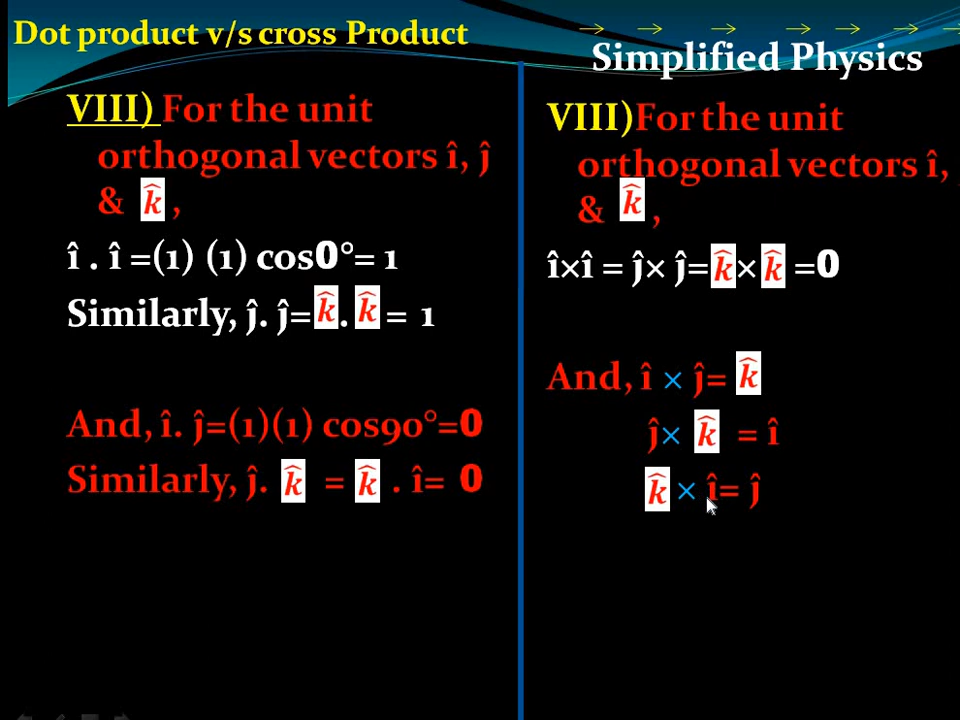 Dot product v/s cross Product
Simplified Physics
VIII) For the unit
orthogonal vectors î, ĵ
& k̂ ,
î . î =(1) (1) cos0°= 1
Similarly, ĵ. ĵ= k̂ . k̂ = 1
And, î. ĵ=(1)(1) cos90°=0
Similarly, ĵ. k̂ = k̂ . î= 0
VIII)For the unit
orthogonal vectors î,
& k̂ ,
î×î = ĵ× ĵ= k̂ × k̂ =0
And, î × ĵ= k̂
ĵ× k̂ = î
k̂ × î= ĵ